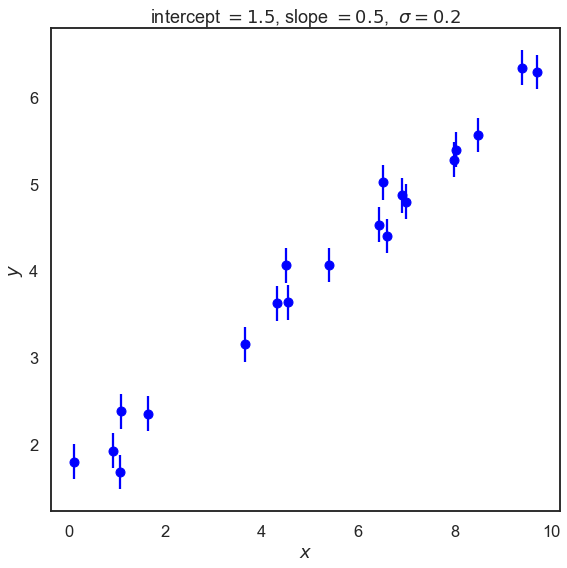 intercept = 1.5, slope = 0.5, σ = 0.2
6
5
4
3
2
y
0 2 4 6 8 10
x